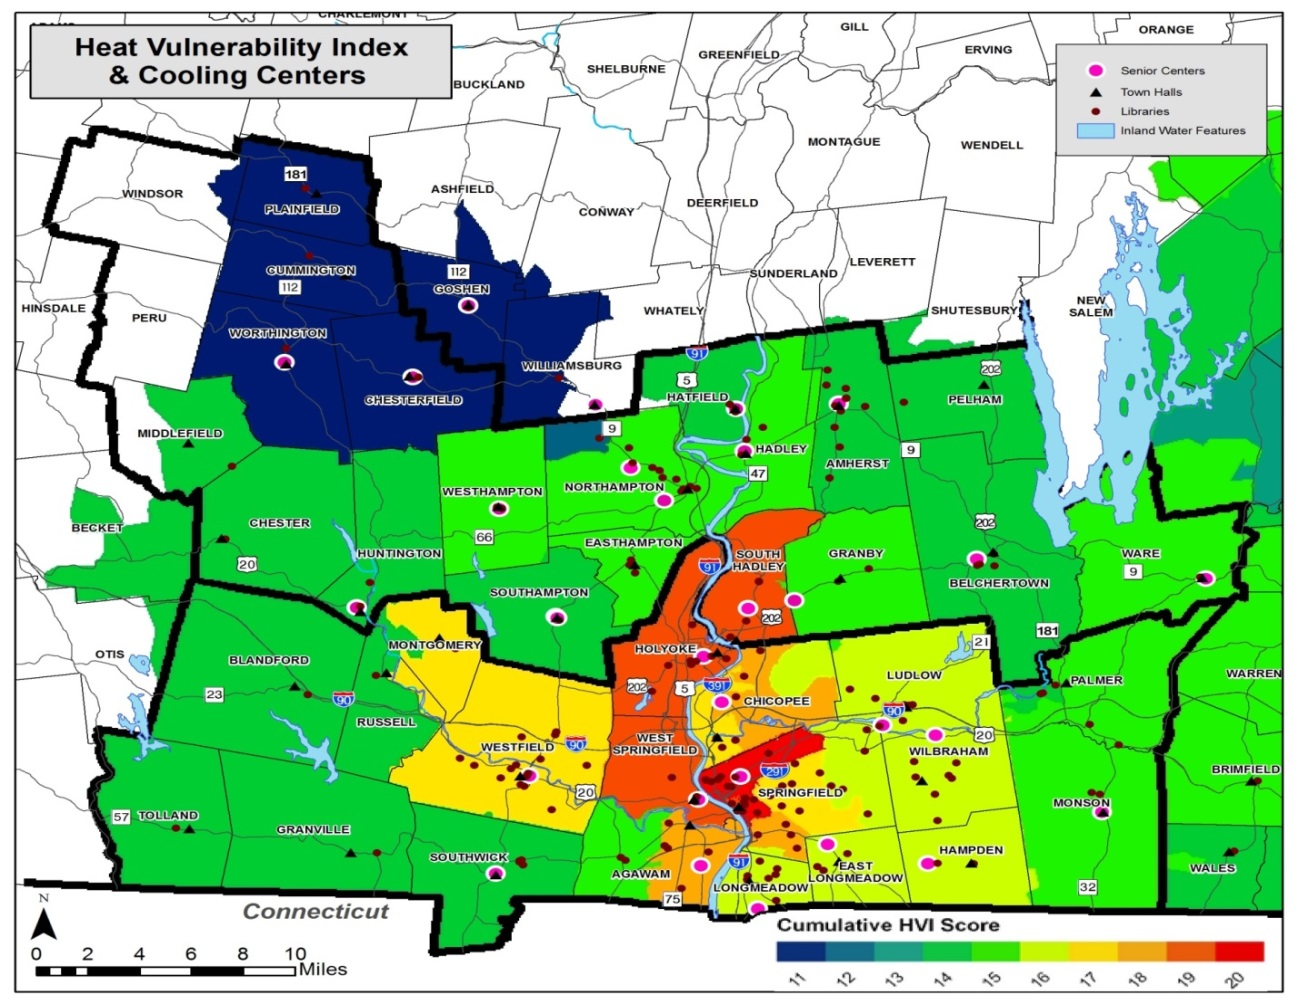 CHARLEMONT
Heat Vulnerability Index
& Cooling Centers
GILL
ORANGE
GREENFIELD
ERVING
SHELBURNE
BUCKLAND
Senior Centers
Town Halls
Libraries
Inland Water Features
MONTAGUE
WENDELL
181
WINDSOR
PLAINFIELD
ASHFIELD
CONWAY
DEERFIELD
CUMMINGTON
112
112
GOSHEN
SUNDERLAND
LEVERETT
HINSDALE
PERU
WHATELY
SHUTESBURY
NEW
SALEM
WORTHINGTON
91
WILLIAMSBURG
5
202
CHESTERFIELD
HATFIELD
PELHAM
MIDDLEFIELD
9
HADLEY
AMHERST
9
47
WESTHAMPTON
NORTHAMPTON
BECKET
CHESTER
202
66
EASTHAMPTON
HUNTINGTON
SOUTH
HADLEY
GRANBY
WARE
20
91
9
BELCHERTOWN
SOUTHAMPTON
202
181
MONTGOMERY
HOLYOKE
21
OTIS
BLANDFORD
LUDLOW
WARREN
23
90
202
5
391
CHICOPEE
PALMER
90
RUSSELL
WESTFIELD
90
WEST
SPRINGFIELD
20
WILBRAHAM
291
BRIMFIELD
20
SPRINGFIELD
MONSON
57
TOLLAND
GRANVILLE
SOUTHWICK
91
HAMPDEN
EAST
LONGMEADOW
WALES
AGAWAM
LONGMEADOW
32
75
N
Connecticut
Cumulative HVI Score
0 2 4 6 8 10
Miles
11 12 13 14 15 16 17 18 19 20